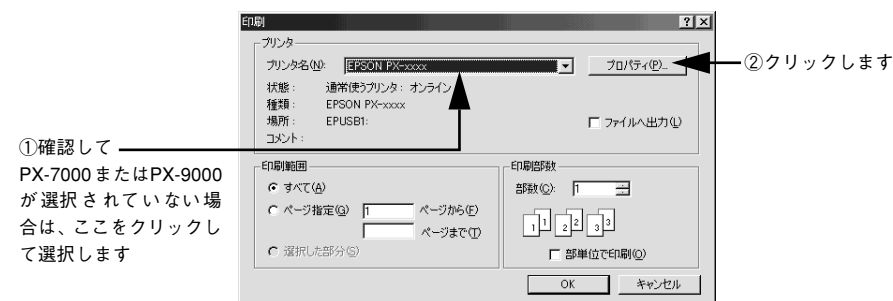 印刷
プリンタ
プリンタ名(N): EPSON PX-xxxx プロパティ(P)...
状態： 通常使うプリンタ： オンライン
種類： EPSON PX-xxxx
場所： EPUSB1:
コメント：
ファイルへ出力(L)
②クリックします
①確認して
PX-7000またはPX-9000
が選択されていない場
合は、ここをクリックし
て選択します
印刷範囲
すべて(A)
ページ指定(G) 1 ページから(F)
ページまで(T)
選択した部分(S)
印刷部数
部数(C): 1
1 1 2 2 3 3
部単位で印刷(O)
OK キャンセル